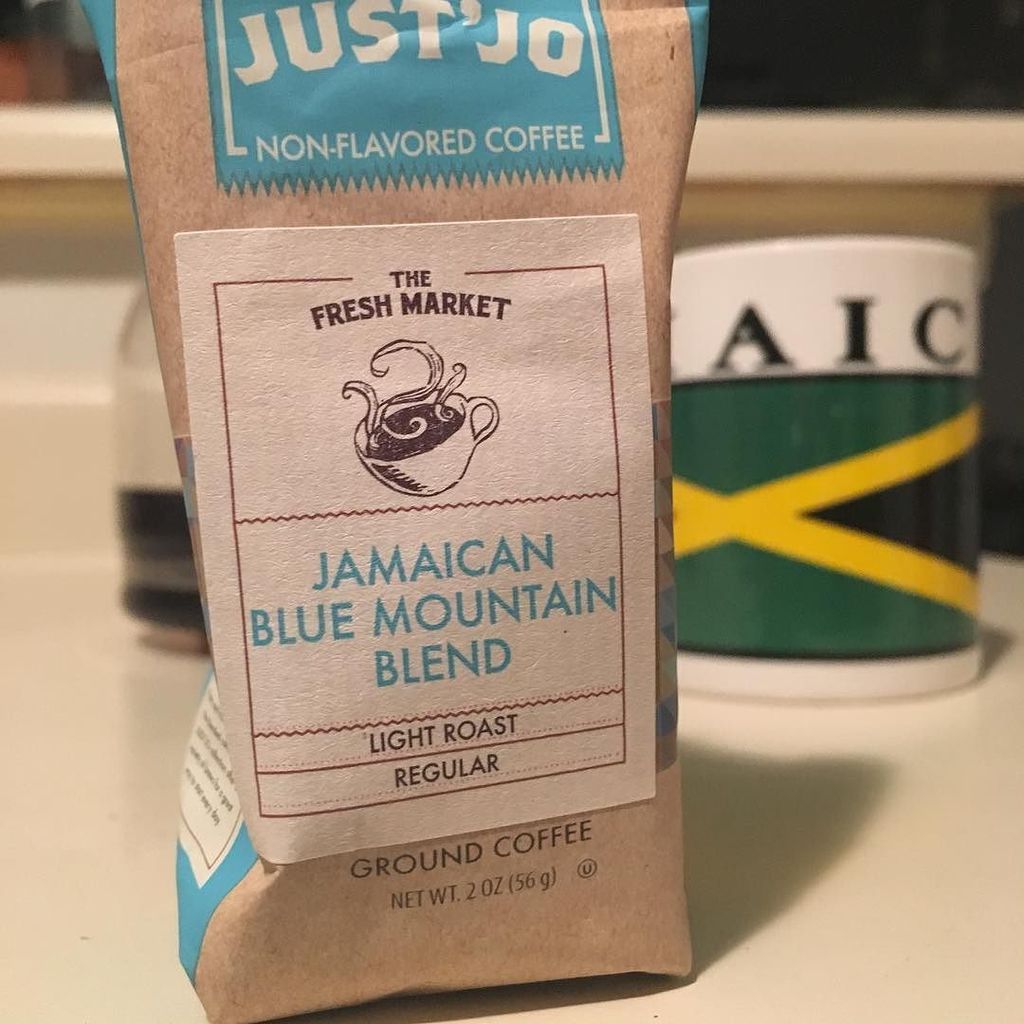 JUST'JO
NON-FLAVORED COFFEE
THE
FRESH MARKET
JAMAICAN
BLUE MOUNTAIN
BLEND
LIGHT ROAST
REGULAR
GROUND COFFEE
NET WT. 2 OZ (56 g) U
AIC